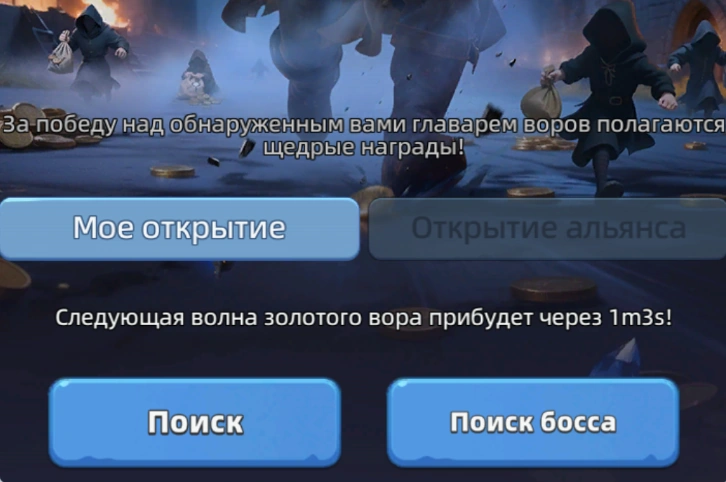 За победу над обнаруженным вами главарем воров полагаются
щедрые награды!
Мое открытие
Открытие альянса
Следующая волна золотого вора прибудет через 1m3s!
Поиск
Поиск босса